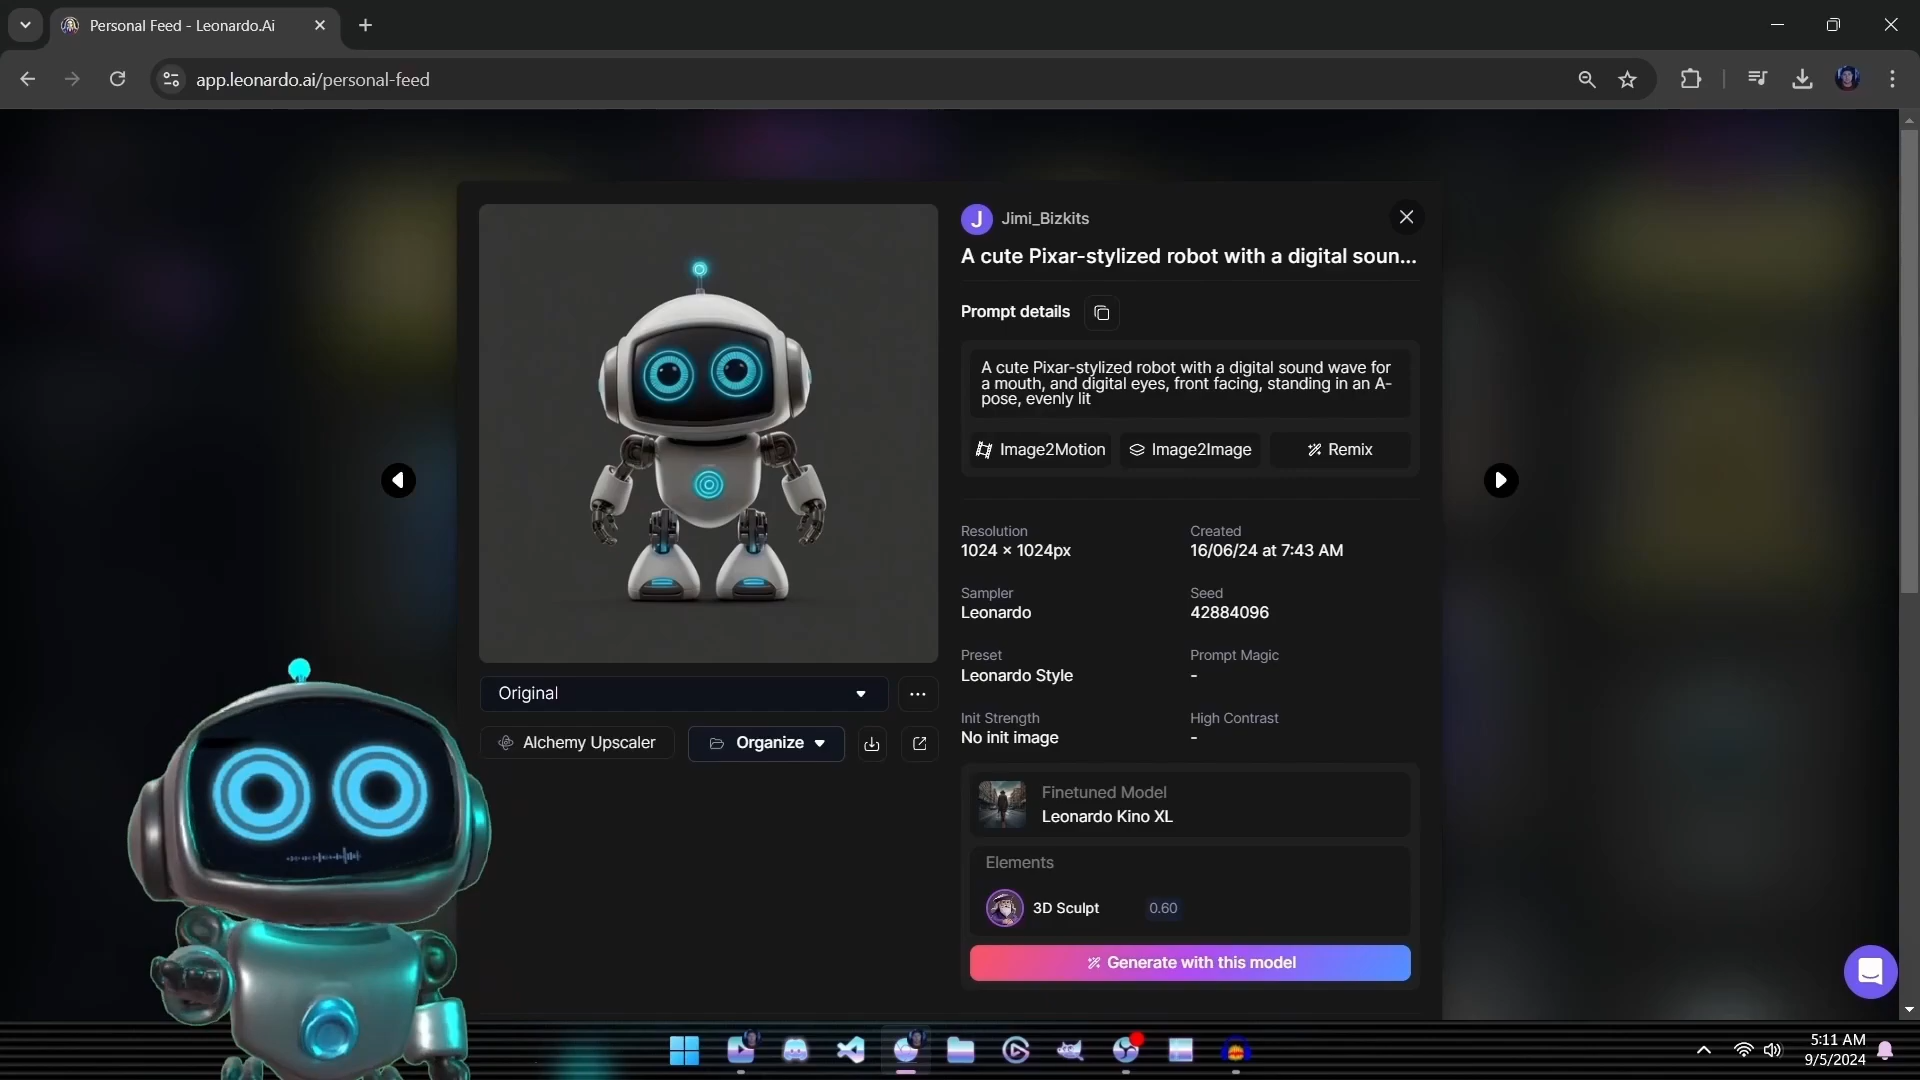 Personal Feed - Leonardo.Ai
app.leonardo.ai/personal-feed
J Jimi_Bizkits
A cute Pixar-stylized robot with a digital soun...
Prompt details
A cute Pixar-stylized robot with a digital sound wave for
a mouth, and digital eyes, front facing, standing in an A-
pose, evenly lit
Image2Motion Image2Image Remix
Resolution Created
1024 × 1024px 16/06/24 at 7:43 AM
Sampler Seed
Leonardo 42884096
Preset Prompt Magic
Leonardo Style -
Init Strength High Contrast
No init image -
Original
Alchemy Upscaler Organize
Finetuned Model
Leonardo Kino XL
Elements
3D Sculpt 0.60
Generate with this model
5:11 AM
9/5/2024